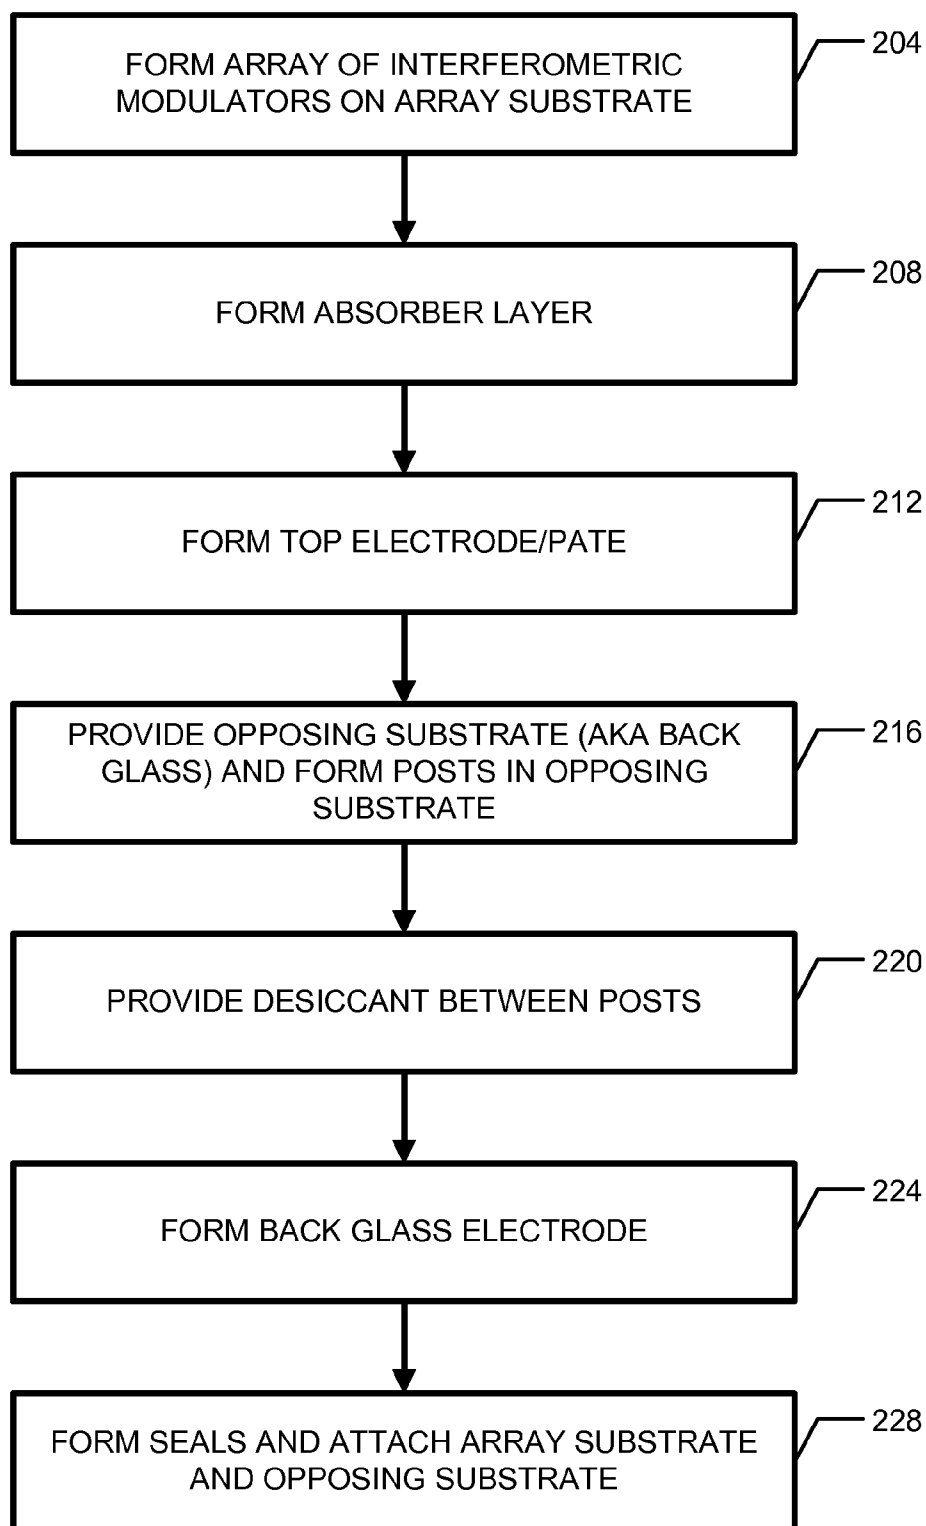 FORM ARRAY OF INTERFEROMETRIC
MODULATORS ON ARRAY SUBSTRATE
204
FORM ABSORBER LAYER
208
FORM TOP ELECTRODE/PATE
212
PROVIDE OPPOSING SUBSTRATE (AKA BACK
GLASS) AND FORM POSTS IN OPPOSING
SUBSTRATE
216
PROVIDE DESICCANT BETWEEN POSTS
220
FORM BACK GLASS ELECTRODE
224
FORM SEALS AND ATTACH ARRAY SUBSTRATE
AND OPPOSING SUBSTRATE
228